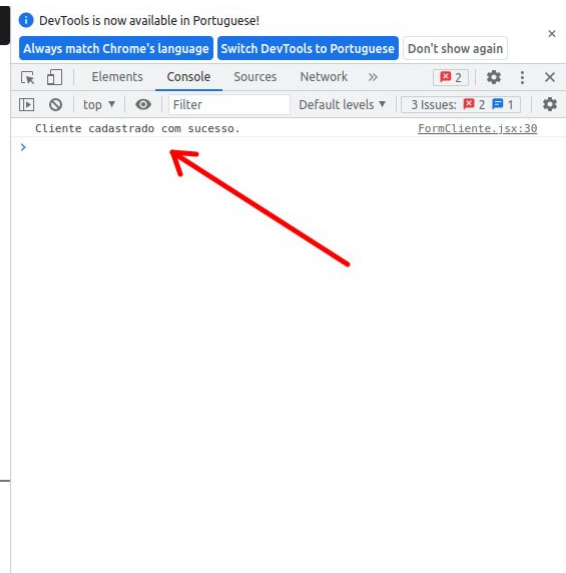 DevTools is now available in Portuguese!
Always match Chrome's language Switch DevTools to Portuguese Don't show again
Elements Console Sources Network 2
top Filter Default levels 3 Issues: 2 1
Cliente cadastrado com sucesso. FormCliente.jsx:30